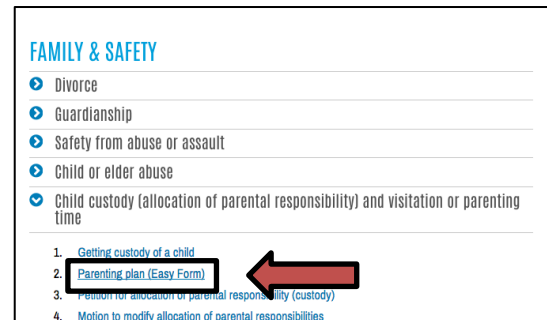 FAMILY & SAFETY
Divorce
Guardianship
Safety from abuse or assault
Child or elder abuse
Child custody (allocation of parental responsibility) and visitation or parenting
time
1. Getting custody of a child
2. Parenting plan (Easy Form)
3. Petition for allocation of parental responsibility (custody)
4. Motion to modify allocation of parental responsibilities